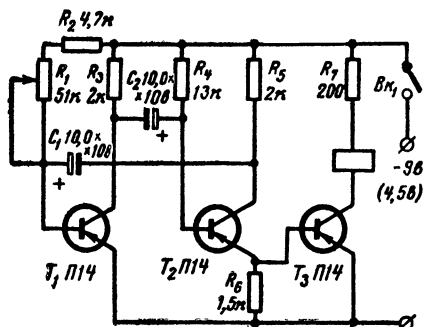 R₂ 4,7к
R₁
51к
R₃
2к
C₂ 10,0×
×10В
R₄
13к
R₅
2к
R₇
200
Вк₁
C₁ 10,0×
×10В
+
+
-9в
(4,5в)
T₁ П14
T₂ П14
R₆
1,5к
T₃ П14